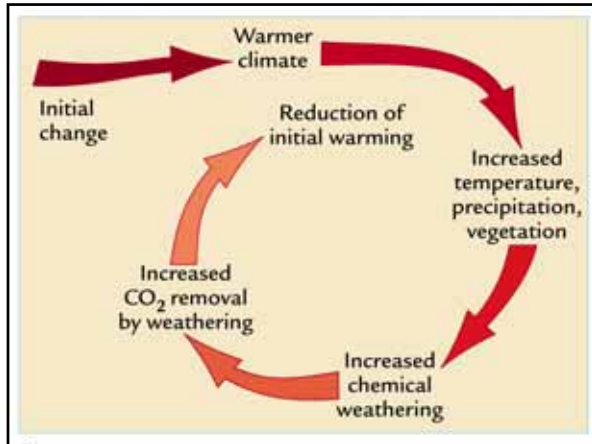 Warmer
climate
Initial
change
Reduction of
initial warming
Increased
temperature,
precipitation,
vegetation
Increased
CO₂ removal
by weathering
Increased
chemical
weathering